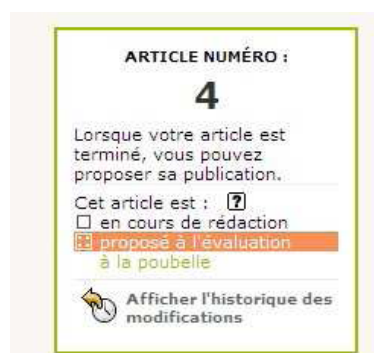 ARTICLE NUMÉRO :
4
Lorsque votre article est
terminé, vous pouvez
proposer sa publication.
Cet article est : ?
en cours de rédaction
proposé à l'évaluation
à la poubelle
Afficher l'historique des
modifications